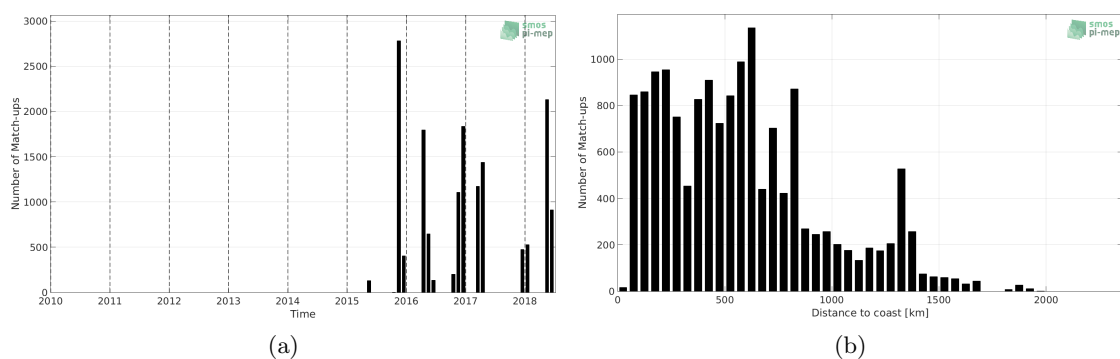 3000
2500
2000
1500
1000
500
0
Number of Match-ups
2010 2011 2012 2013 2014 2015 2016 2017 2018
Time
smos
pi-mep
(a)
1000
800
600
400
200
0
Number of Match-ups
0 500 1000 1500 2000
Distance to coast [km]
smos
pi-mep
(b)